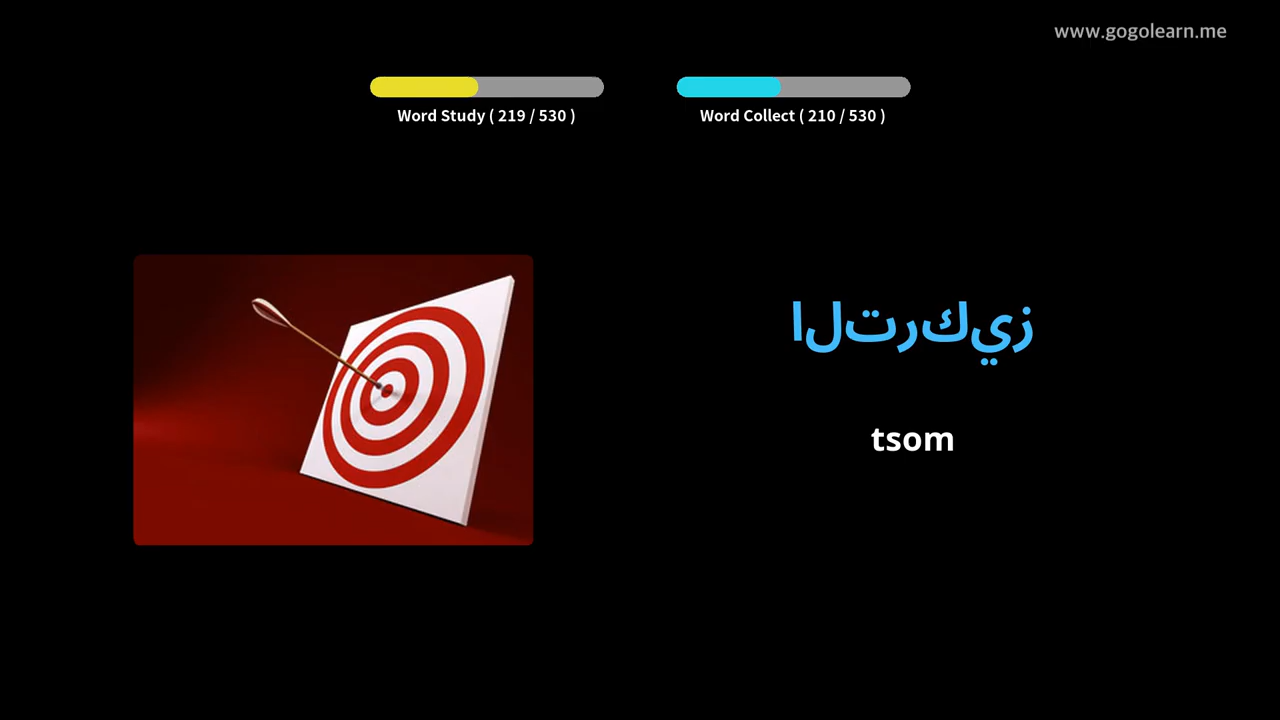 www.gogolearn.me
Word Study ( 219 / 530 )
Word Collect ( 210 / 530 )
التركيز
tsom